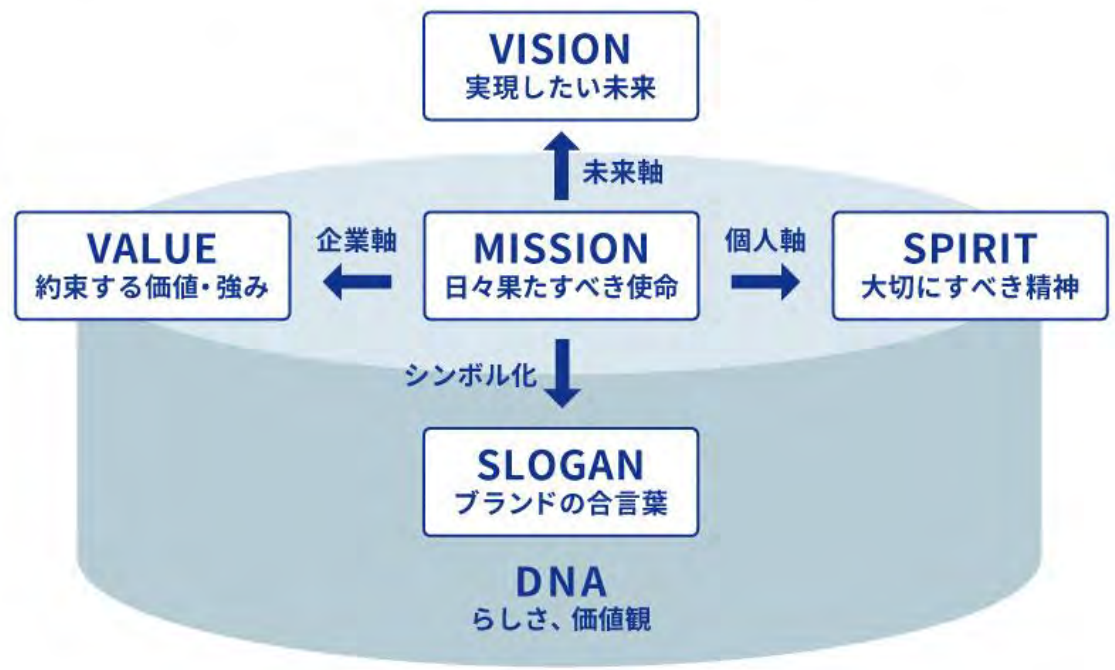 VISION
実現したい未来
未来軸
VALUE
約束する価値・強み
企業軸
MISSION
日々果たすべき使命
個人軸
SPIRIT
大切にすべき精神
シンボル化
SLOGAN
ブランドの合言葉
DNA
らしさ、価値観